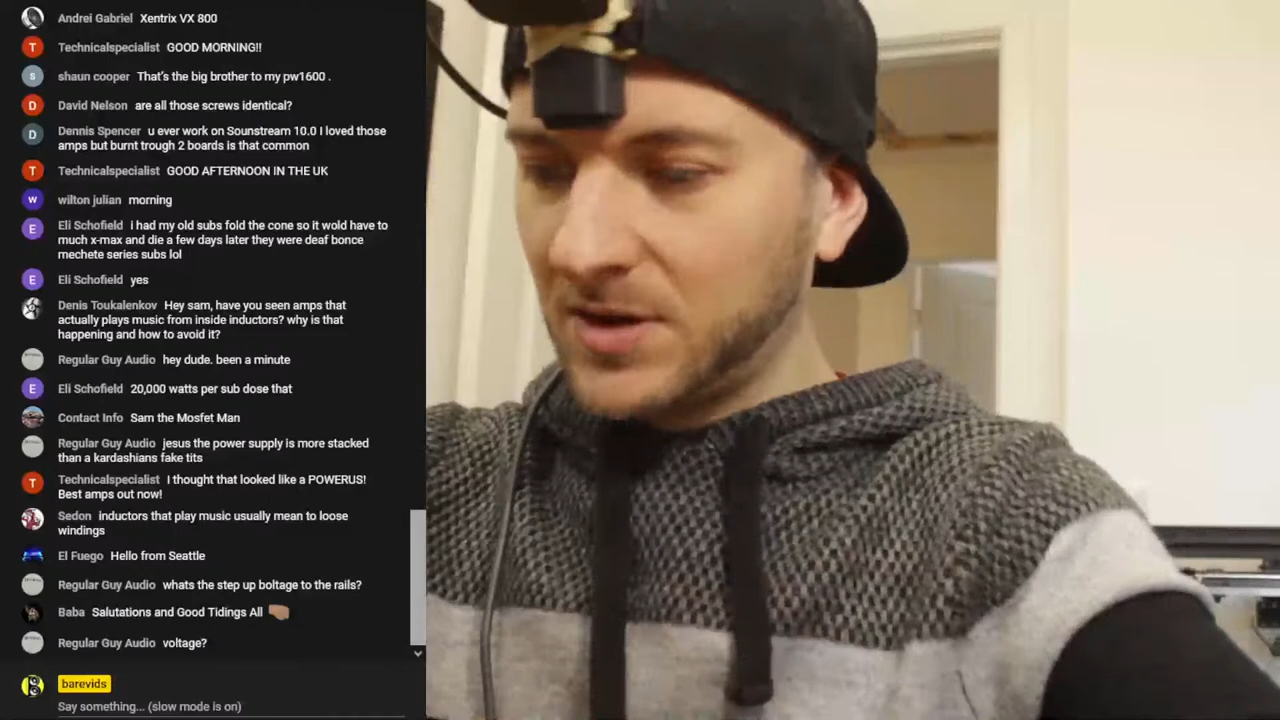 Andrei Gabriel Xentrix VX 800
T Technicalspecialist GOOD MORNING!!
s shaun cooper That's the big brother to my pw1600 .
D David Nelson are all those screws identical?
D Dennis Spencer u ever work on Sounstream 10.0 I loved those
amps but burnt trough 2 boards is that common
T Technicalspecialist GOOD AFTERNOON IN THE UK
w wilton julian morning
E Eli Schofield i had my old subs fold the cone so it wold have to
much x-max and die a few days later they were deaf bonce
mechete series subs lol
E Eli Schofield yes
Denis Toukalenkov Hey sam, have you seen amps that
actually plays music from inside inductors? why is that
happening and how to avoid it?
Regular Guy Audio hey dude. been a minute
E Eli Schofield 20,000 watts per sub dose that
Contact Info Sam the Mosfet Man
Regular Guy Audio jesus the power supply is more stacked
than a kardashians fake tits
T Technicalspecialist I thought that looked like a POWERUS!
Best amps out now!
Sedon inductors that play music usually mean to loose
windings
El Fuego Hello from Seattle
Regular Guy Audio whats the step up boltage to the rails?
Baba Salutations and Good Tidings All
Regular Guy Audio voltage?
barevids
Say something... (slow mode is on)